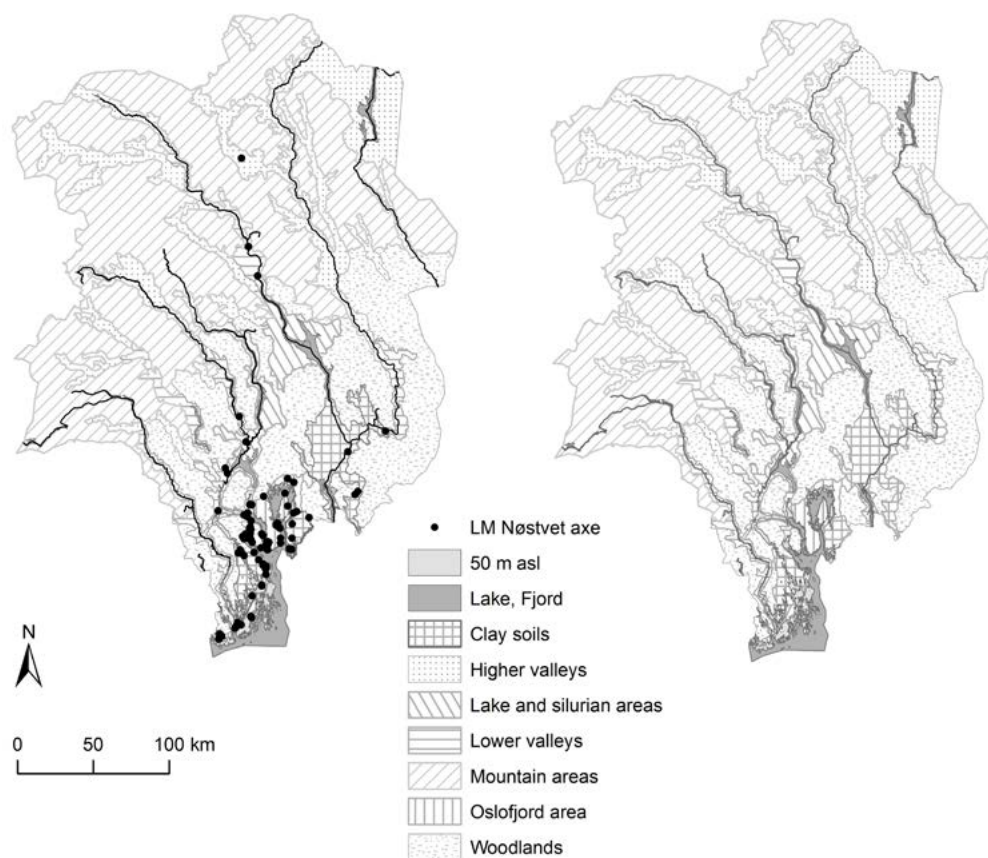 LM Nøstvet axe
50 m asl
Lake, Fjord
Clay soils
Higher valleys
Lake and silurian areas
Lower valleys
Mountain areas
Oslofjord area
Woodlands
N
0 50 100 km